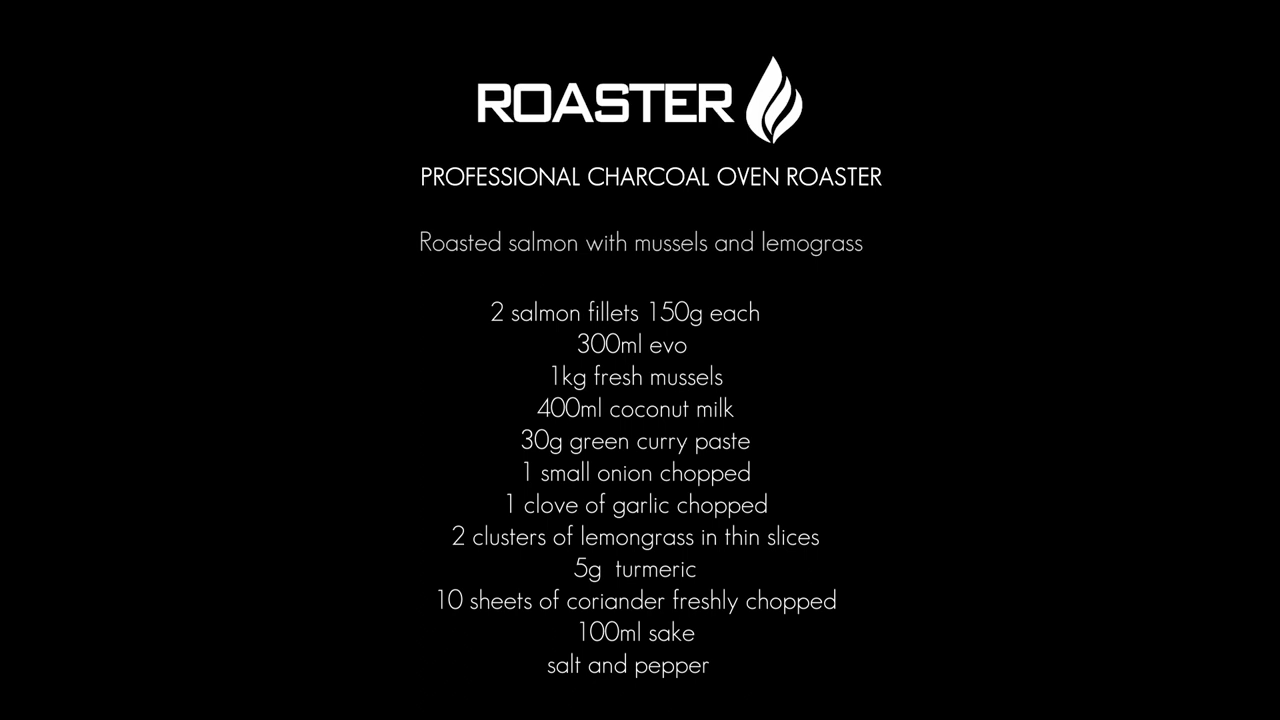 ROASTER
PROFESSIONAL CHARCOAL OVEN ROASTER
Roasted salmon with mussels and lemograss
2 salmon fillets 150g each
300ml evo
1kg fresh mussels
400ml coconut milk
30g green curry paste
1 small onion chopped
1 clove of garlic chopped
2 clusters of lemongrass in thin slices
5g  turmeric
10 sheets of coriander freshly chopped
100ml sake
salt and pepper